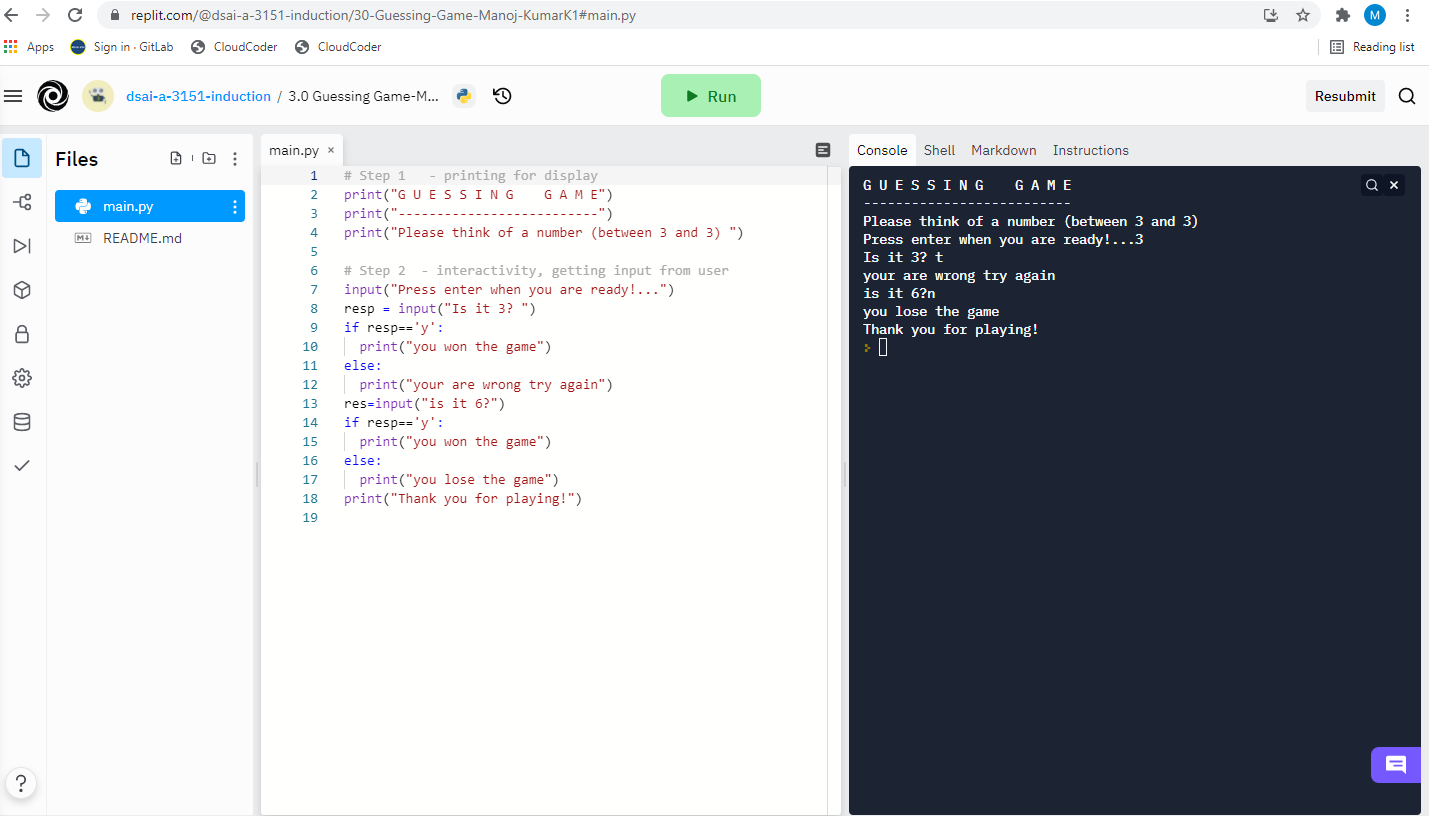 replit.com/@dsai-a-3151-induction/30-Guessing-Game-Manoj-KumarK1#main.py
M
Apps
Sign in · GitLab
CloudCoder
CloudCoder
Reading list
dsai-a-3151-induction / 3.0 Guessing Game-M...
Run
Resubmit
Files
main.py
README.md
main.py ×
1 # Step 1   - printing for display
2 print("G U E S S I N G    G A M E")
3 print("--------------------------")
4 print("Please think of a number (between 3 and 3) ")
5
6 # Step 2  - interactivity, getting input from user
7 input("Press enter when you are ready!...")
8 resp = input("Is it 3? ")
9 if resp=='y':
10   print("you won the game")
11 else:
12   print("your are wrong try again")
13 res=input("is it 6?")
14 if resp=='y':
15   print("you won the game")
16 else:
17   print("you lose the game")
18 print("Thank you for playing!")
19
Console Shell Markdown Instructions
G U E S S I N G    G A M E
--------------------------
Please think of a number (between 3 and 3)
Press enter when you are ready!...3
Is it 3? t
your are wrong try again
is it 6?n
you lose the game
Thank you for playing!
?